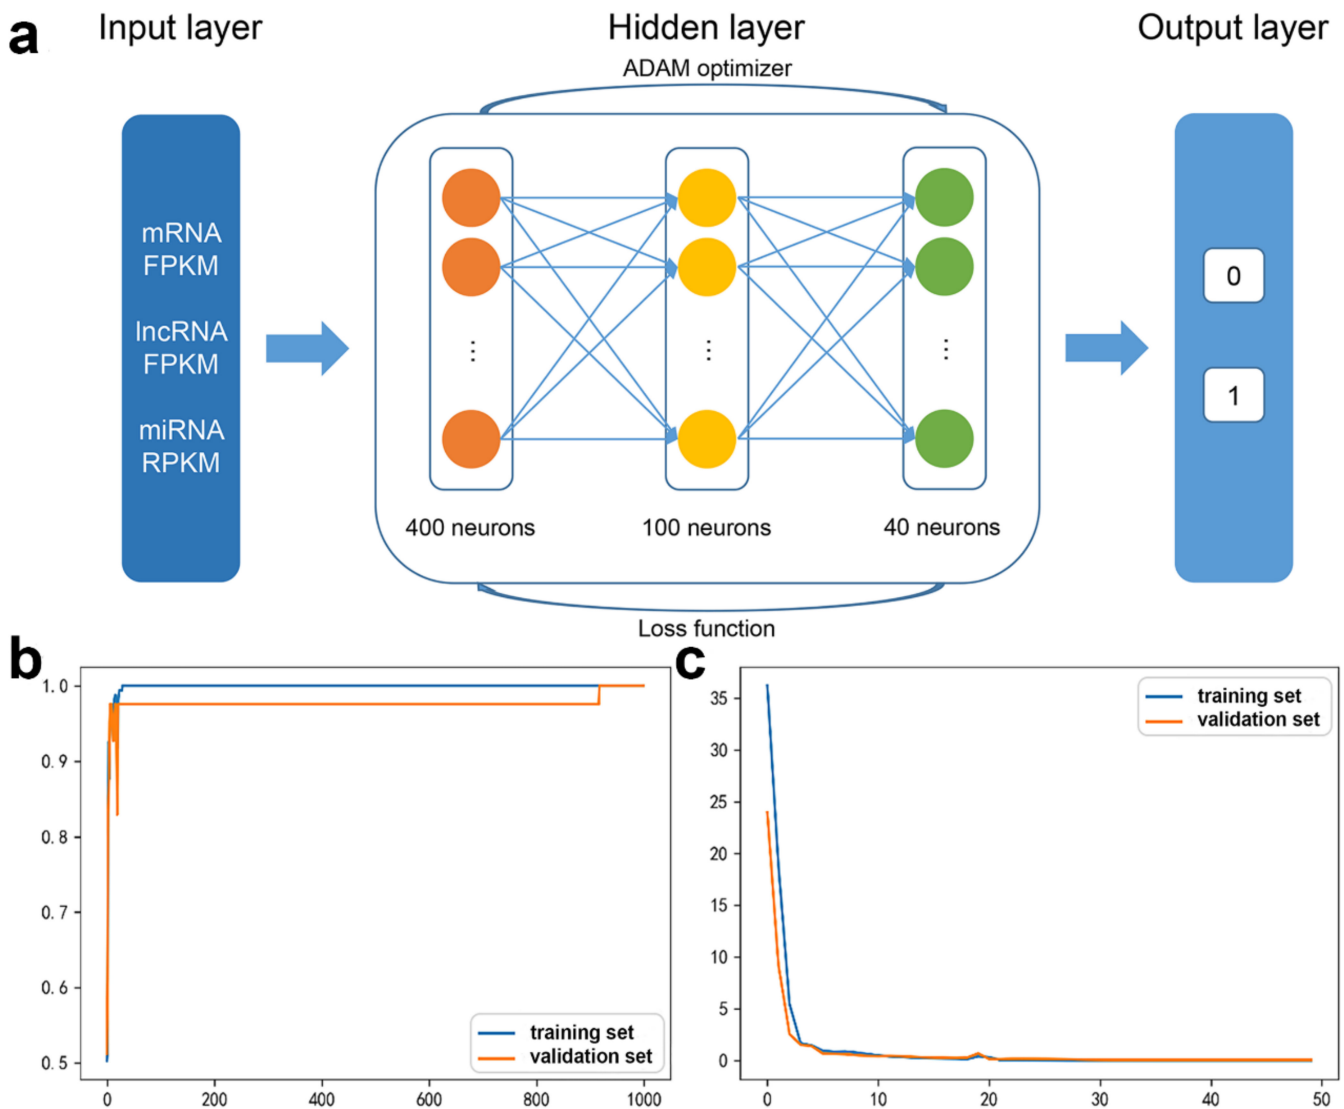 a
Input layer
Hidden layer
Output layer
ADAM optimizer
mRNA
FPKM
lncRNA
FPKM
miRNA
RPKM
⋮
⋮
⋮
0
1
400 neurons
100 neurons
40 neurons
Loss function
b
1.0
0.9
0.8
0.7
0.6
0.5
training set
validation set
0
200
400
600
800
1000
c
35
30
25
20
15
10
5
0
training set
validation set
0
10
20
30
40
50